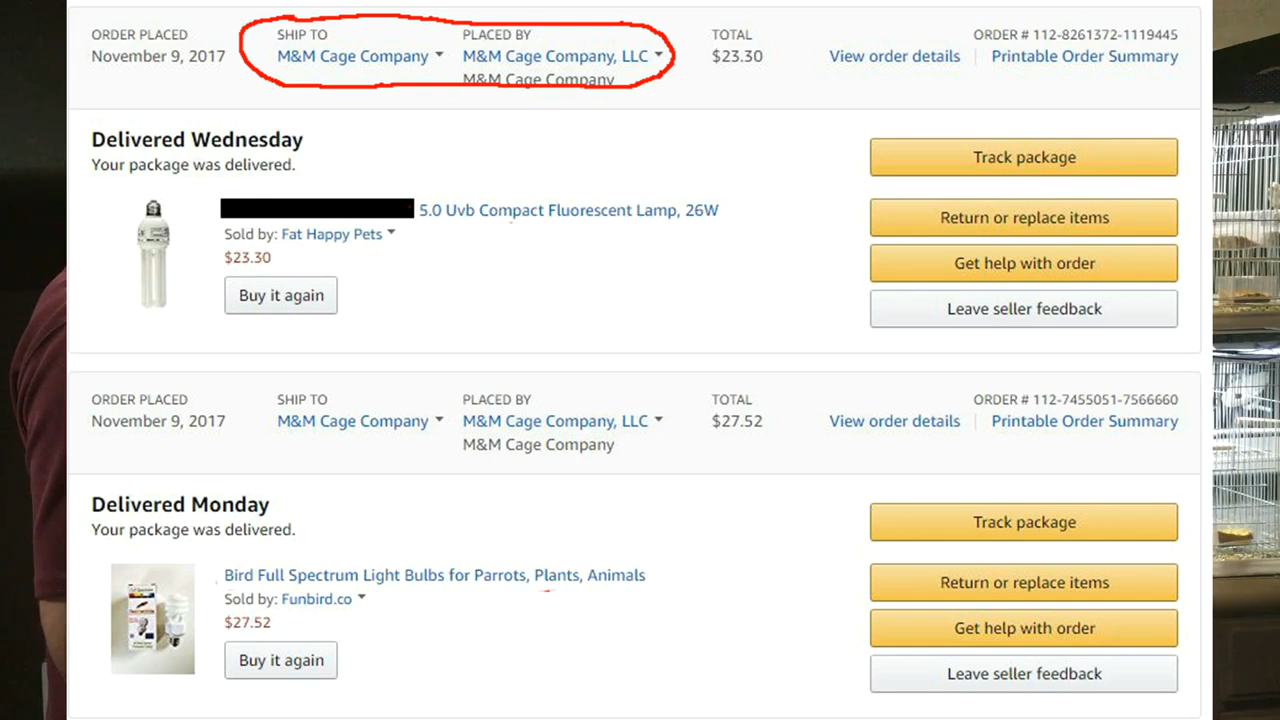 ORDER PLACED SHIP TO PLACED BY TOTAL ORDER # 112-8261372-1119445
November 9, 2017 M&M Cage Company M&M Cage Company, LLC $23.30 View order details Printable Order Summary
M&M Cage Company
Delivered Wednesday
Your package was delivered.
Track package
5.0 Uvb Compact Fluorescent Lamp, 26W
Return or replace items
Sold by: Fat Happy Pets
$23.30
Get help with order
Buy it again
Leave seller feedback
ORDER PLACED SHIP TO PLACED BY TOTAL ORDER # 112-7455051-7566660
November 9, 2017 M&M Cage Company M&M Cage Company, LLC $27.52 View order details Printable Order Summary
M&M Cage Company
Delivered Monday
Your package was delivered.
Track package
Bird Full Spectrum Light Bulbs for Parrots, Plants, Animals
Return or replace items
Sold by: Funbird.co
$27.52
Get help with order
Buy it again
Leave seller feedback